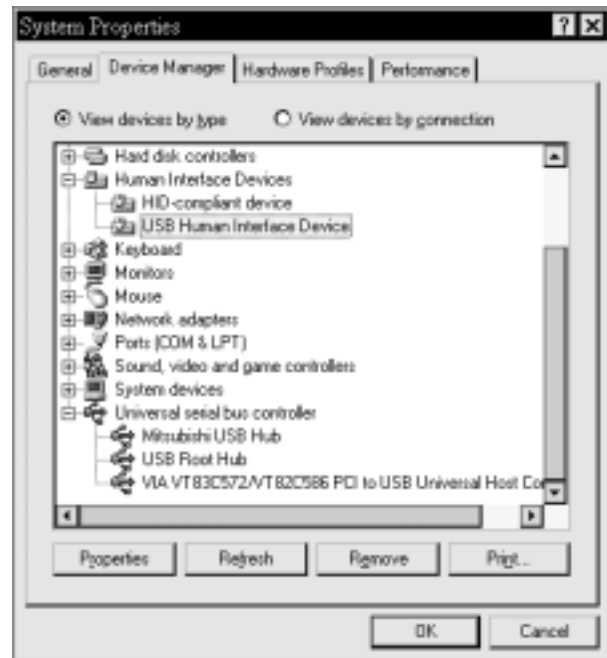 System Properties
General Device Manager Hardware Profiles Performance
View devices by type View devices by connection
Hard disk controllers
Human Interface Devices
HID-compliant device
USB Human Interface Device
Keyboard
Monitors
Mouse
Network adapters
Ports (COM & LPT)
Sound, video and game controllers
System devices
Universal serial bus controller
Mitsubishi USB Hub
USB Root Hub
VIA VT83C572/VT82C586 PCI to USB Universal Host Co
Properties Refresh Remove Print...
OK Cancel